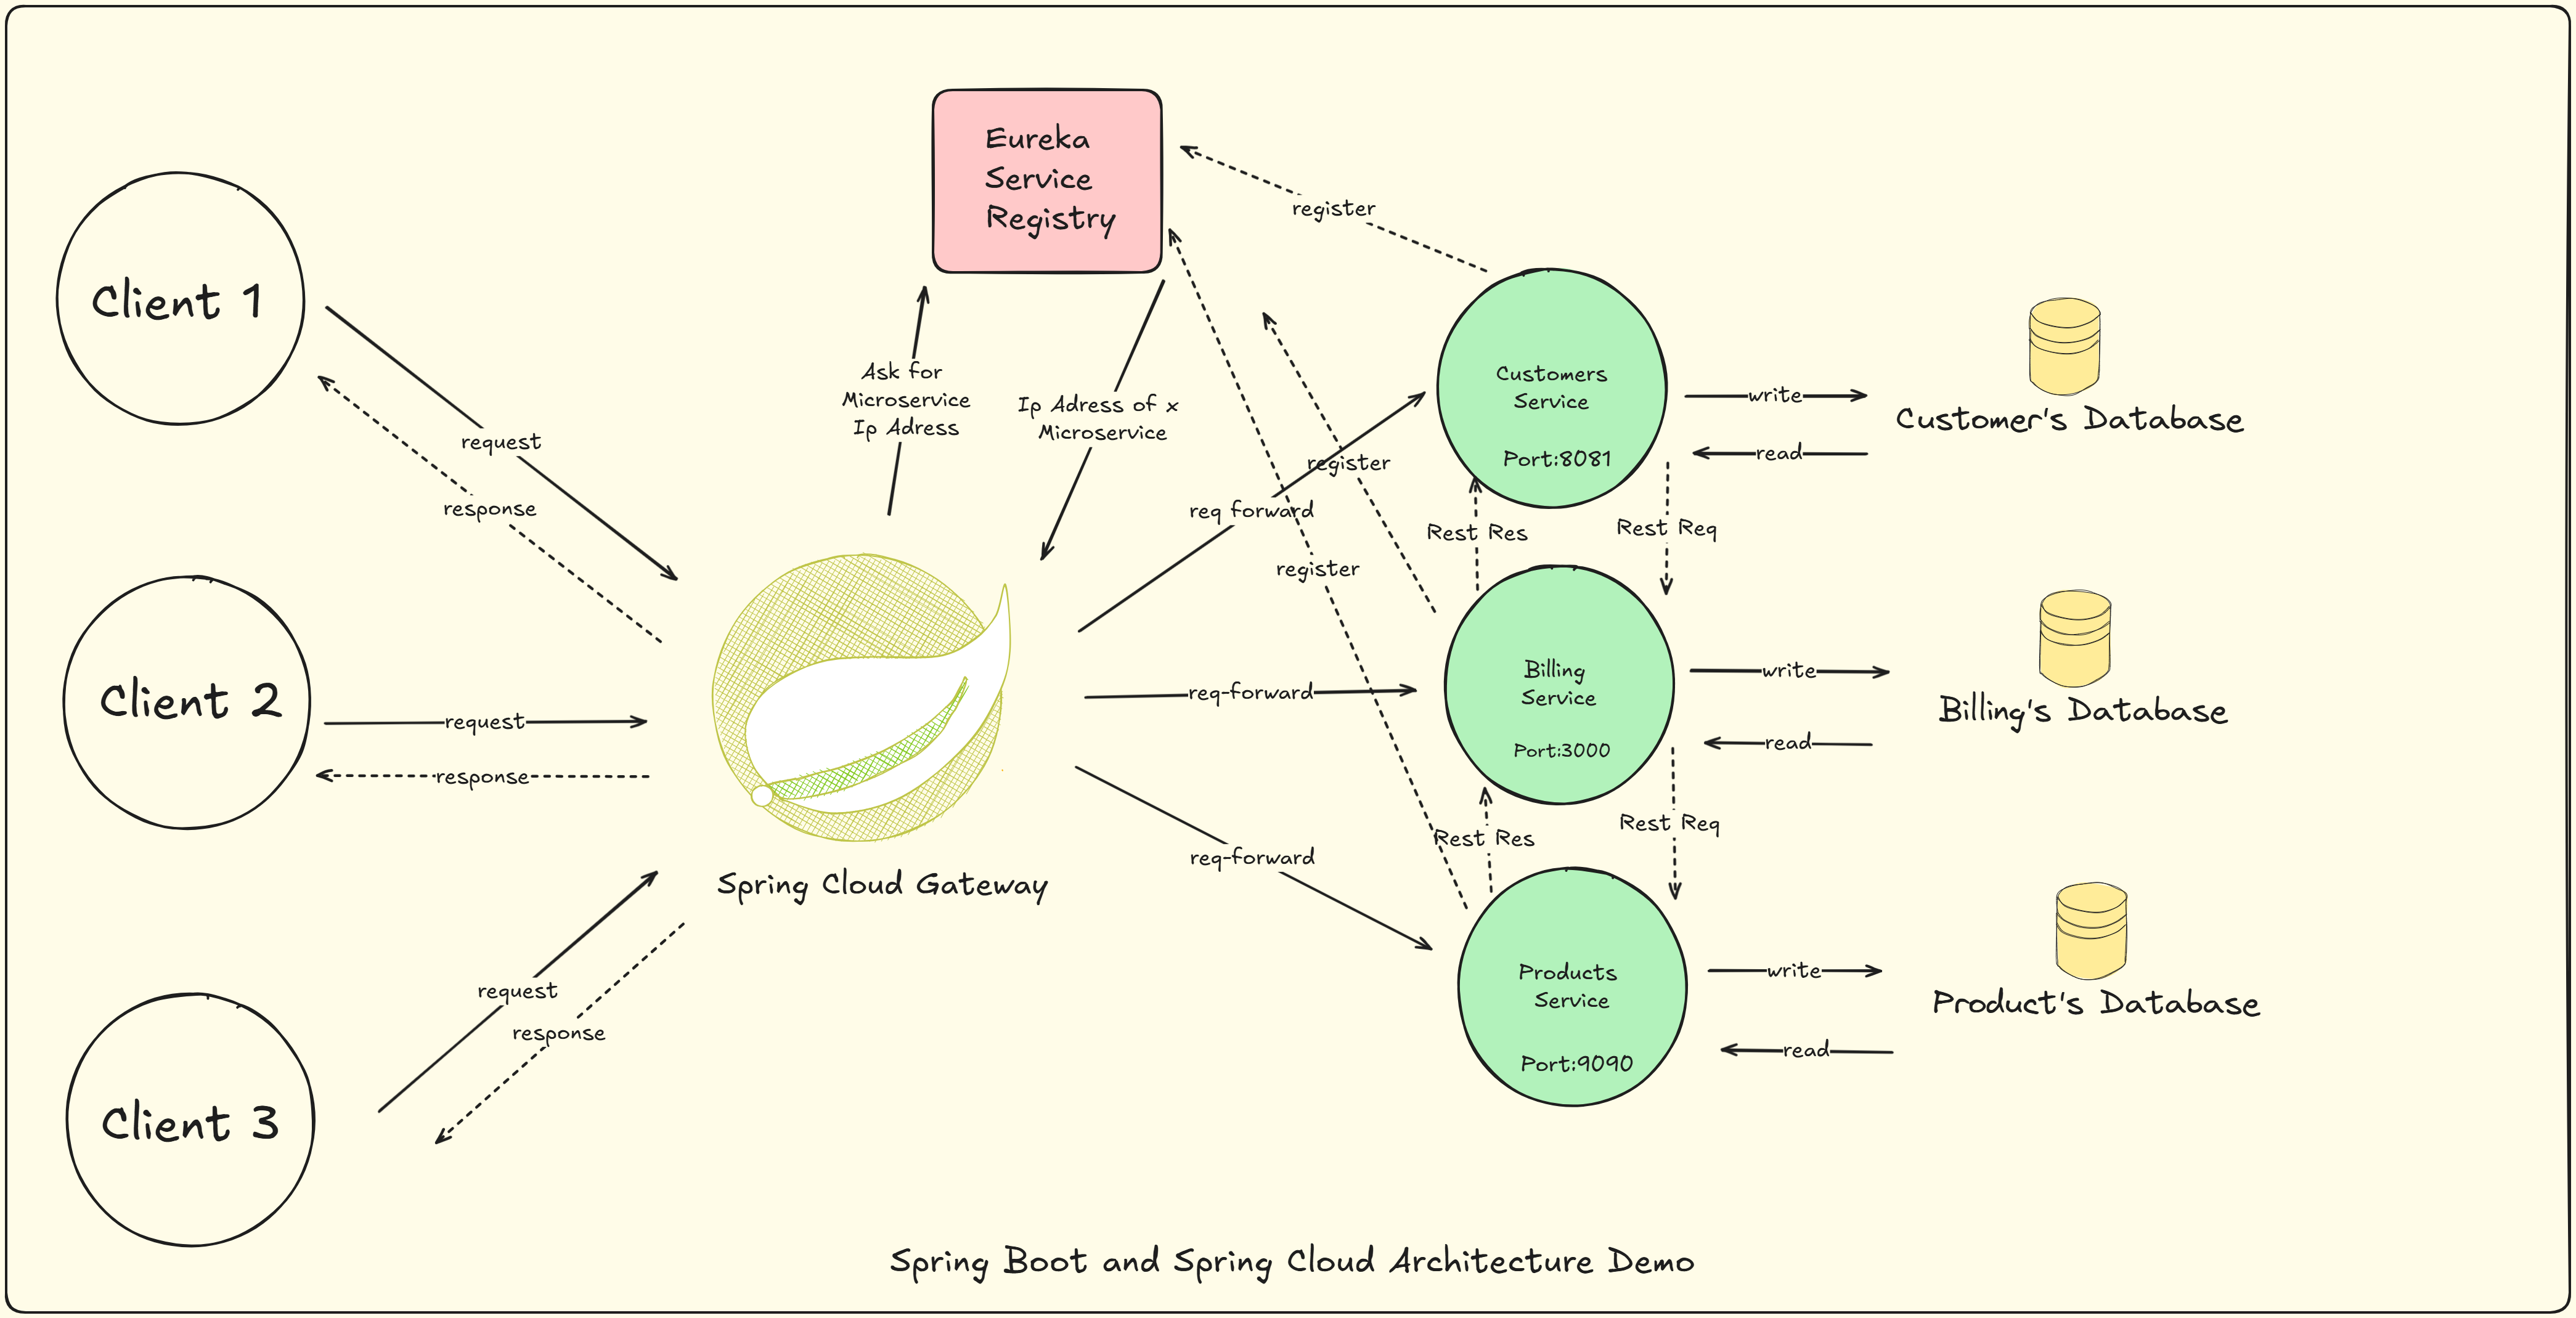 Eureka
Service
Registry
register
Client 1
Ask for
Microservice
Ip Adress
Ip Adress of x
Microservice
request
response
register
req forward
register
Customers
Service
Port:8081
write
read
Customer's Database
Rest Res
Rest Req
Client 2
request
response
Spring Cloud Gateway
req-forward
req-forward
Billing
Service
Port:3000
write
read
Billing's Database
Rest Res
Rest Req
Client 3
request
response
Products
Service
Port:9090
write
read
Product's Database
Spring Boot and Spring Cloud Architecture Demo